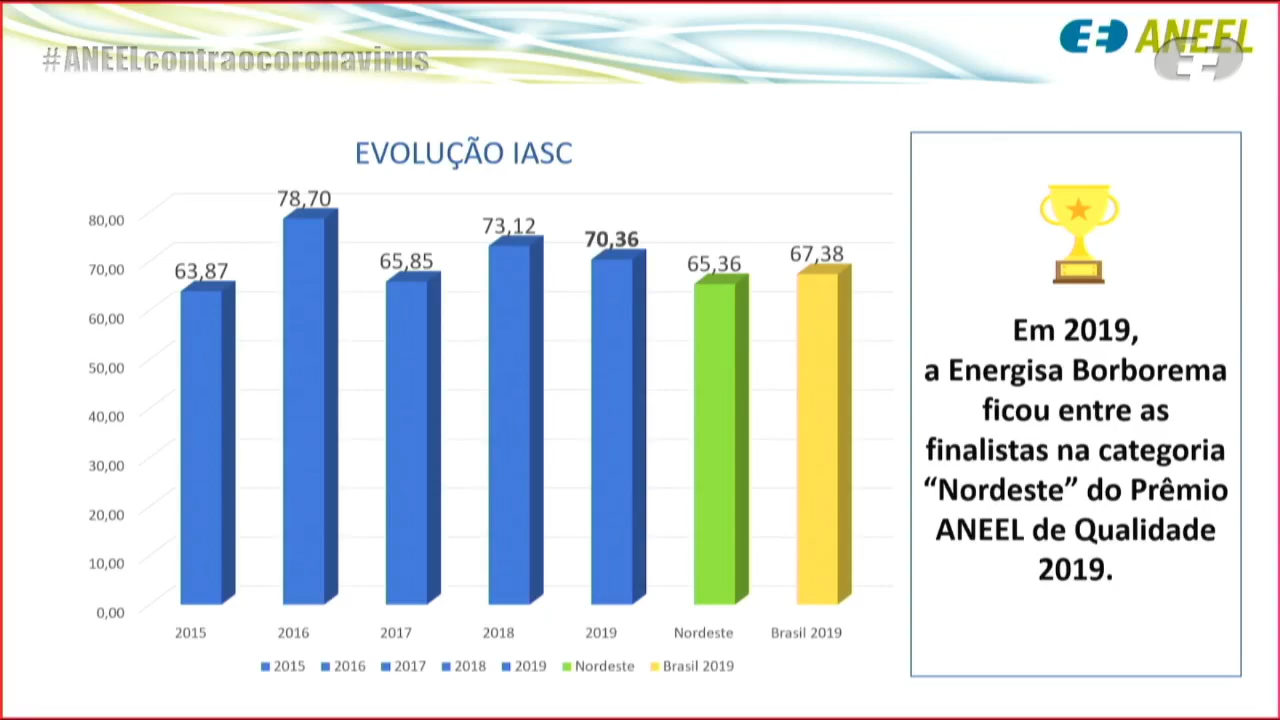 #ANEELcontraocoronavirus
ANEEL
EVOLUÇÃO IASC
80,00
70,00
60,00
50,00
40,00
30,00
20,00
10,00
0,00
63,87
78,70
65,85
73,12
70,36
65,36
67,38
2015
2016
2017
2018
2019
Nordeste
Brasil 2019
2015 2016 2017 2018 2019 Nordeste Brasil 2019
Em 2019,
a Energisa Borborema
ficou entre as
finalistas na categoria
“Nordeste” do Prêmio
ANEEL de Qualidade
2019.